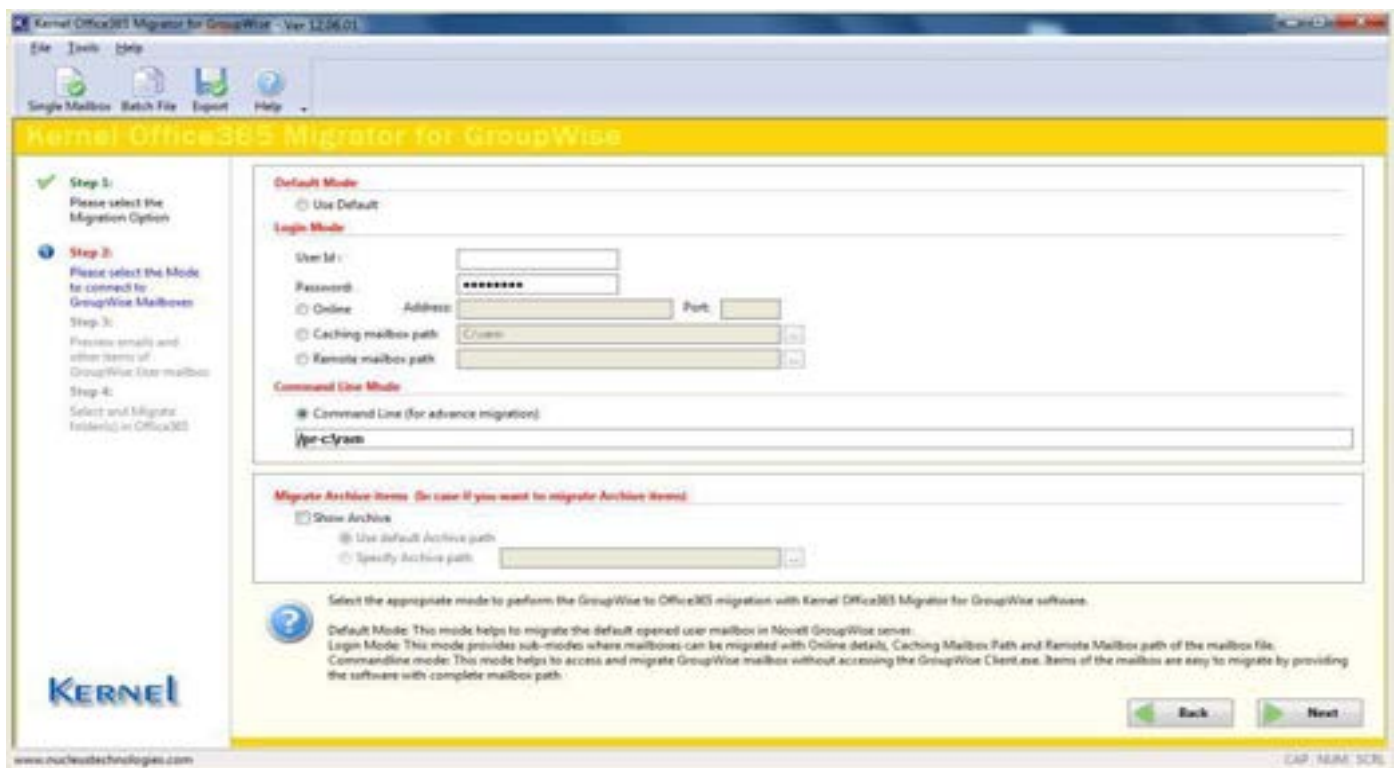 Kernel Office365 Migrator for GroupWise - Ver 12.06.01
File Tools Help
Single Mailbox Batch File Export Help
Kernel Office365 Migrator for GroupWise
Step 1:
Please select the
Migration Option
Step 2:
Please select the Mode
to connect to
GroupWise Mailboxes
Step 3:
Preview emails and
other items of
GroupWise User mailbox
Step 4:
Select and Migrate
folder(s) in Office365
KERNEL
Default Mode
Use Default
Login Mode
User Id :
Password:
Online Address: Port:
Caching mailbox path
Remote mailbox path
Command Line Mode
Command Line (for advance migration)
Migrate Archive items (In case if you want to migrate Archive items)
Show Archive
Use default Archive path
Specify Archive path
Select the appropriate mode to perform the GroupWise to Office365 migration with Kernel Office365 Migrator for GroupWise software.
Default Mode: This mode helps to migrate the default opened user mailbox in Novell GroupWise server.
Login Mode: This mode provides sub-modes where mailboxes can be migrated with Online details, Caching Mailbox Path and Remote Mailbox path of the mailbox file.
Commandline mode: This mode helps to access and migrate GroupWise mailbox without accessing the GroupWise Client.exe. Items of the mailbox are easy to migrate by providing
the software with complete mailbox path
Back Next
www.nucleustechnologies.com
CAP NUM SCRL